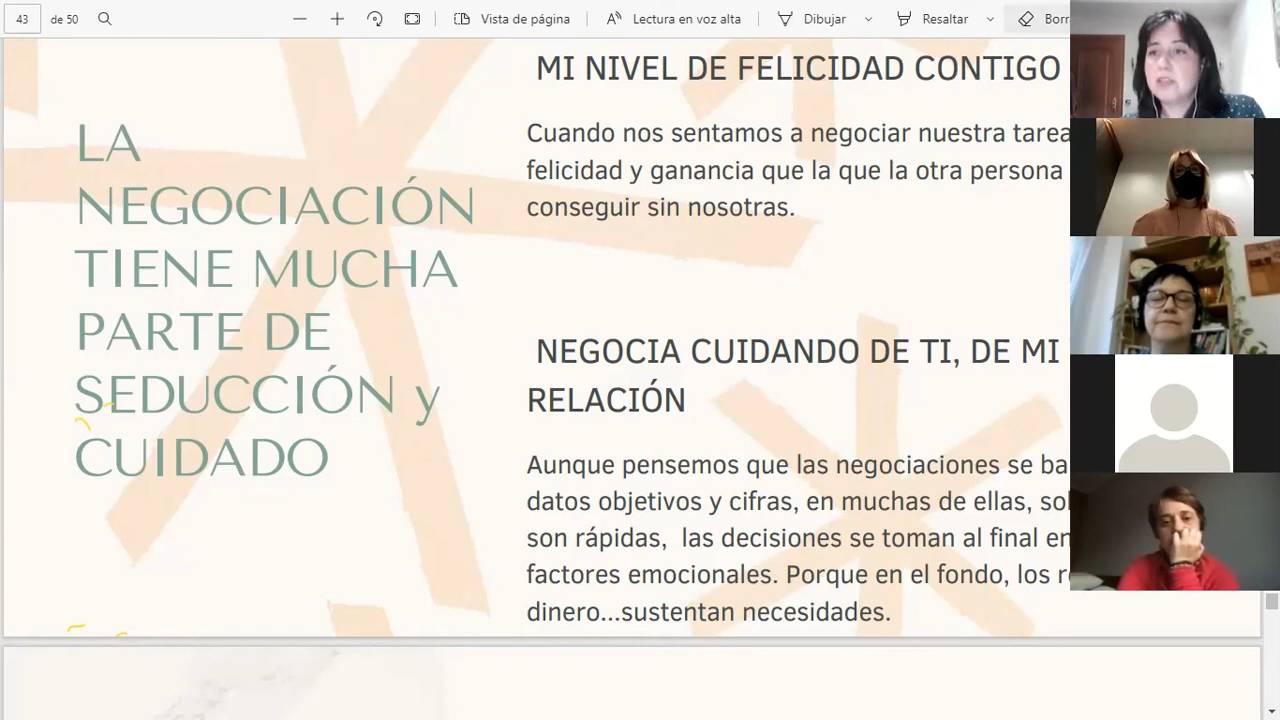 43 de 50 Vista de página Lectura en voz alta Dibujar Resaltar
LA
NEGOCIACIÓN
TIENE MUCHA
PARTE DE
SEDUCCIÓN y
CUIDADO
MI NIVEL DE FELICIDAD CONTIGO
Cuando nos sentamos a negociar nuestra tarea
felicidad y ganancia que la que la otra persona
conseguir sin nosotras.
NEGOCIA CUIDANDO DE TI, DE MI
RELACIÓN
Aunque pensemos que las negociaciones se
datos objetivos y cifras, en muchas de ellas,
son rápidas, las decisiones se toman al final en
factores emocionales. Porque en el fondo, los
dinero...sustentan necesidades.